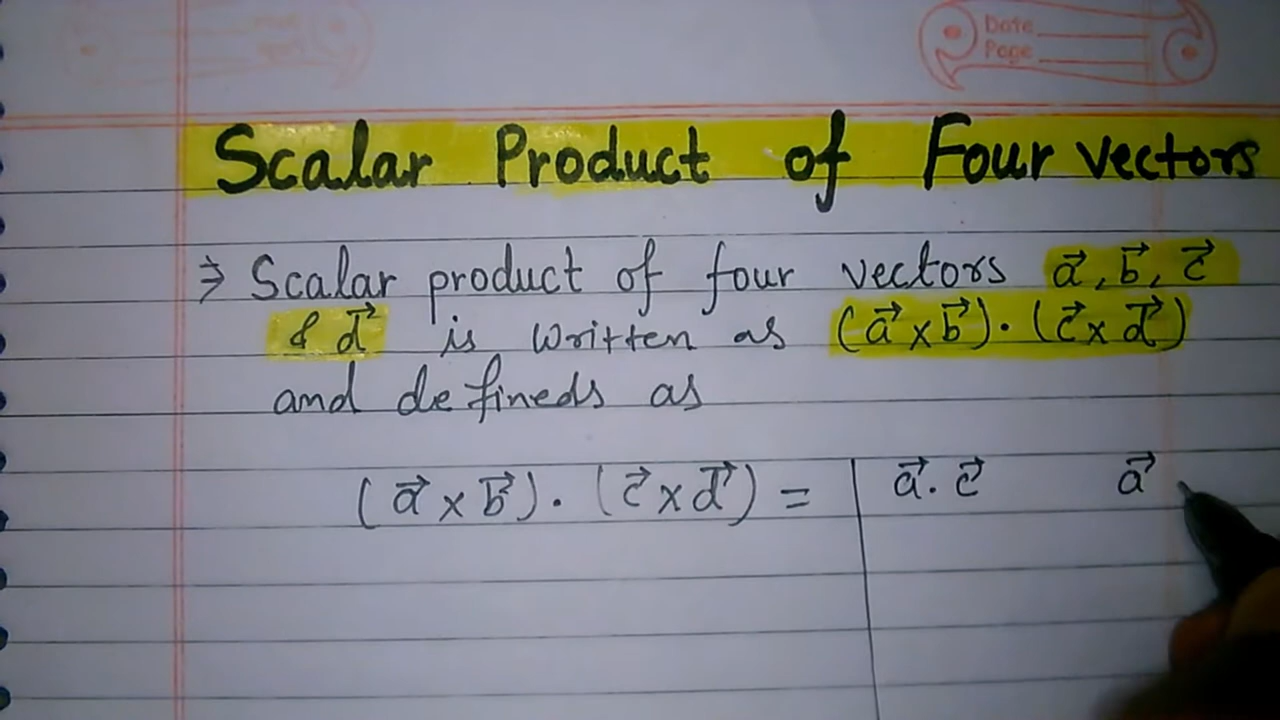 Date
Page
Scalar Product of Four vectors
⇒ Scalar product of four vectors a⃗, b⃗, c⃗
& d⃗ is written as (a⃗ × b⃗) · (c⃗ × d⃗)
and defineds as
(a⃗ × b⃗) · (c⃗ × d⃗) = | a⃗ . c⃗ a⃗